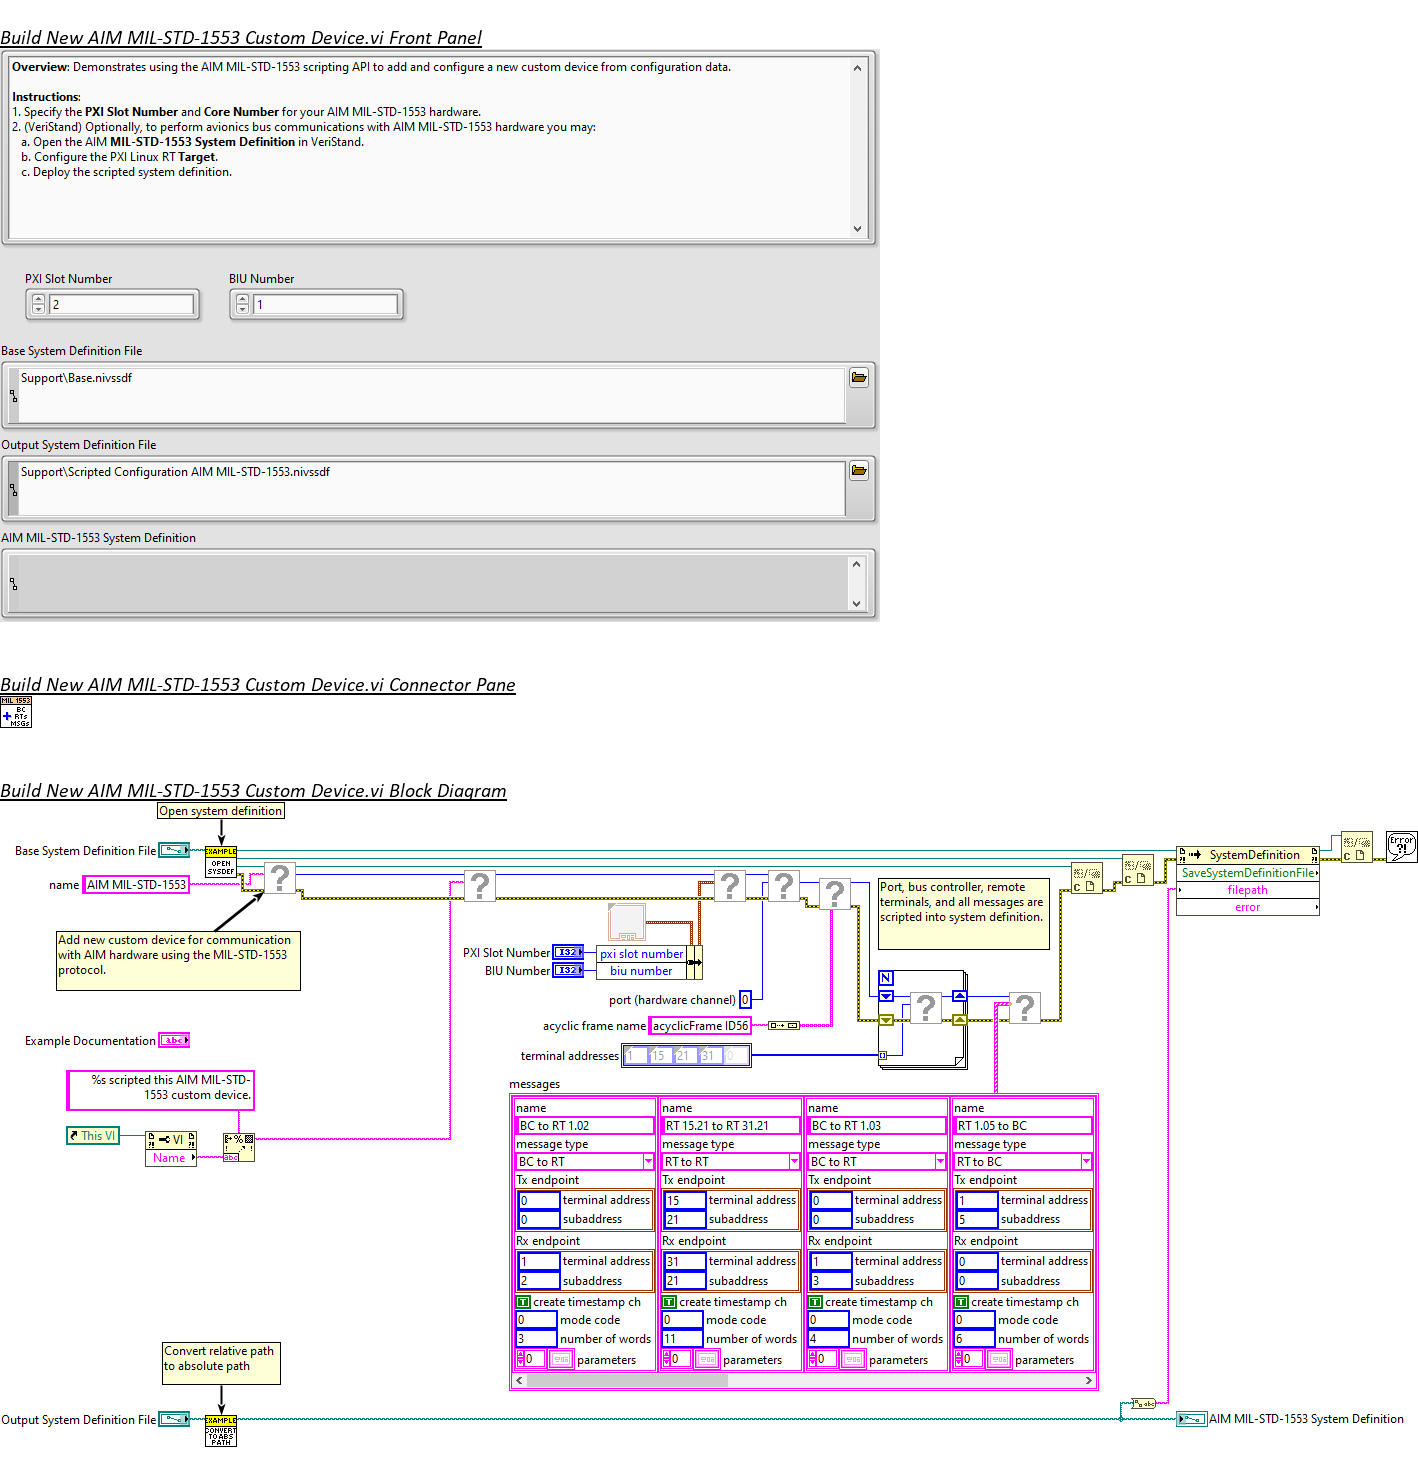 Build New AIM MIL-STD-1553 Custom Device.vi Front Panel
Overview: Demonstrates using the AIM MIL-STD-1553 scripting API to add and configure a new custom device from configuration data.
Instructions:
1. Specify the PXI Slot Number and Core Number for your AIM MIL-STD-1553 hardware.
2. (VeriStand) Optionally, to perform avionics bus communications with AIM MIL-STD-1553 hardware you may:
a. Open the AIM MIL-STD-1553 System Definition in VeriStand.
b. Configure the PXI Linux RT Target.
c. Deploy the scripted system definition.
PXI Slot Number
BIU Number
2
1
Base System Definition File
Support\Base.nivssdf
Output System Definition File
Support\Scripted Configuration AIM MIL-STD-1553.nivssdf
AIM MIL-STD-1553 System Definition
Build New AIM MIL-STD-1553 Custom Device.vi Connector Pane
MIL 1553
BC
RTs
MSGs
Build New AIM MIL-STD-1553 Custom Device.vi Block Diagram
Open system definition
Base System Definition File
EXAMPLE
OPEN
SYSDEF
name
AIM MIL-STD-1553
?
?
?
?
?
Add new custom device for communication
with AIM hardware using the MIL-STD-1553
protocol.
Port, bus controller, remote
terminals, and all messages are
scripted into system definition.
SystemDefinition
SaveSystemDefinitionFile
filepath
error
Error
?!
PXI Slot Number
I32
pxi slot number
BIU Number
I32
biu number
port (hardware channel)
0
acyclic frame name
acyclicFrame ID56
terminal addresses
1
15
21
31
0
N
?
?
Example Documentation
abc
%s scripted this AIM MIL-STD-
1553 custom device.
This VI
VI
Name
messages
name
name
name
name
BC to RT 1.02
RT 15.21 to RT 31.21
BC to RT 1.03
RT 1.05 to BC
message type
message type
message type
message type
BC to RT
RT to RT
BC to RT
RT to BC
Tx endpoint
Tx endpoint
Tx endpoint
Tx endpoint
0 terminal address
15 terminal address
0 terminal address
1 terminal address
0 subaddress
21 subaddress
0 subaddress
5 subaddress
Rx endpoint
Rx endpoint
Rx endpoint
Rx endpoint
1 terminal address
31 terminal address
1 terminal address
0 terminal address
2 subaddress
21 subaddress
3 subaddress
0 subaddress
T create timestamp ch
T create timestamp ch
T create timestamp ch
T create timestamp ch
0 mode code
0 mode code
0 mode code
0 mode code
3 number of words
11 number of words
4 number of words
6 number of words
0 parameters
0 parameters
0 parameters
0 parameters
Convert relative path
to absolute path
Output System Definition File
EXAMPLE
CONVERT
TO ABS
PATH
AIM MIL-STD-1553 System Definition